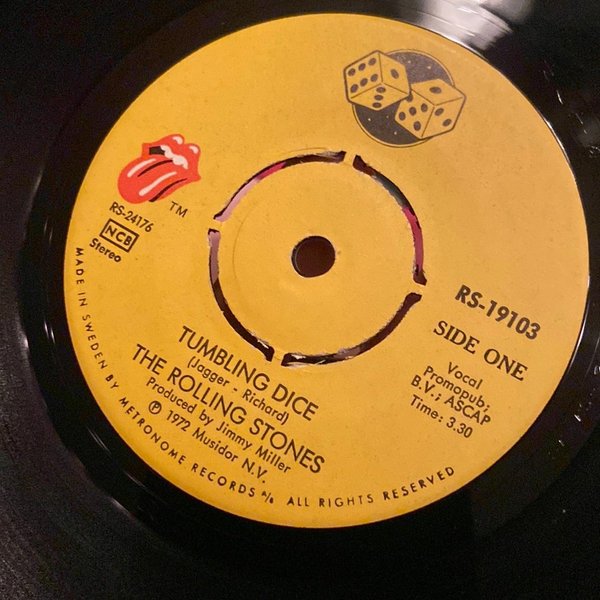 TM
RS-24176
NCB
Stereo
RS-19103
SIDE ONE
Vocal
Promopub;
B.V.; ASCAP
Time: 3.30
TUMBLING DICE
(Jagger - Richard)
THE ROLLING STONES
Produced by Jimmy Miller
℗ 1972 Musidor N.V.
MADE IN SWEDEN BY METRONOME RECORDS A/B ALL RIGHTS RESERVED